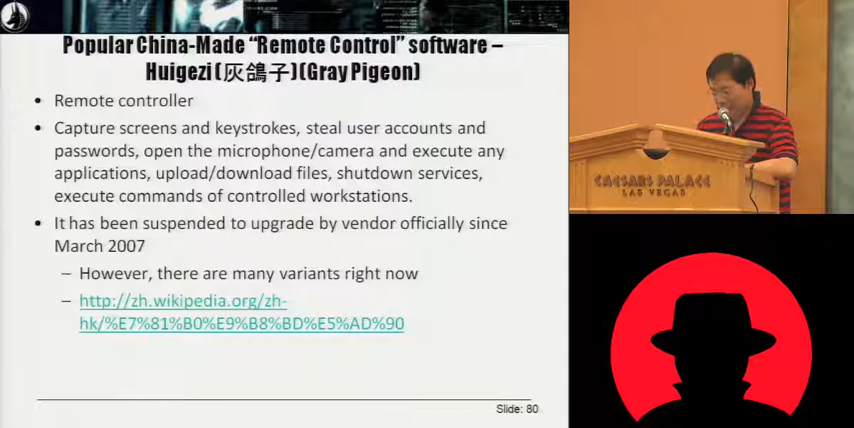 Popular China-Made “Remote Control” software –
Huigezi (灰鴿子)(Gray Pigeon)
• Remote controller
• Capture screens and keystrokes, steal user accounts and
passwords, open the microphone/camera and execute any
applications, upload/download files, shutdown services,
execute commands of controlled workstations.
• It has been suspended to upgrade by vendor officially since
March 2007
– However, there are many variants right now
– http://zh.wikipedia.org/zh-
hk/%E7%81%B0%E9%B8%BD%E5%AD%90
Slide: 80
CAESARS PALACE
LAS VEGAS